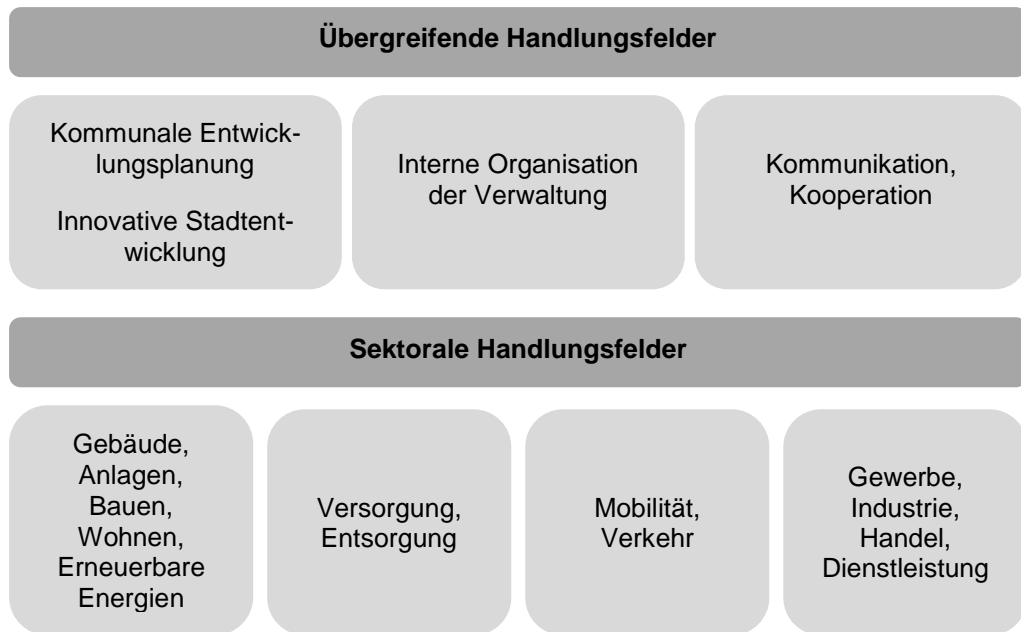 Übergreifende Handlungsfelder
Kommunale Entwick-
lungsplanung
Innovative Stadtent-
wicklung
Interne Organisation
der Verwaltung
Kommunikation,
Kooperation
Sektorale Handlungsfelder
Gebäude,
Anlagen,
Bauen,
Wohnen,
Erneuerbare
Energien
Versorgung,
Entsorgung
Mobilität,
Verkehr
Gewerbe,
Industrie,
Handel,
Dienstleistung